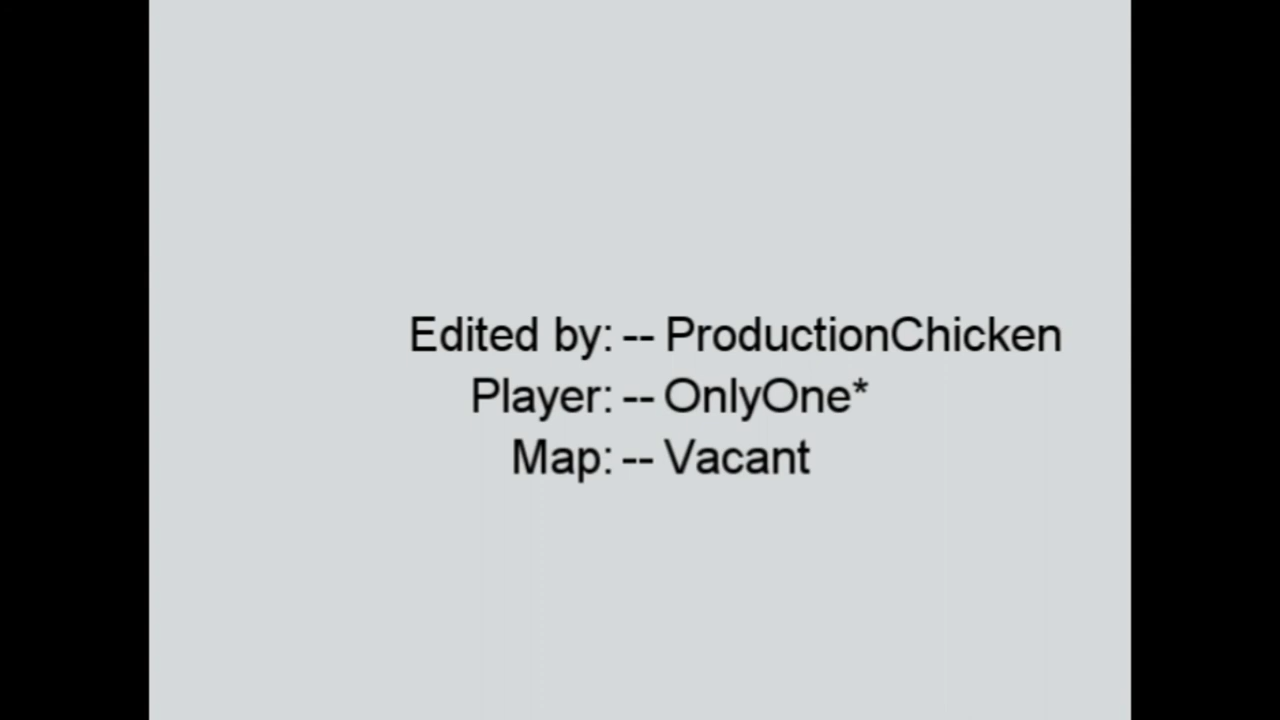 Edited by: -- ProductionChicken
Player: -- OnlyOne*
Map: -- Vacant